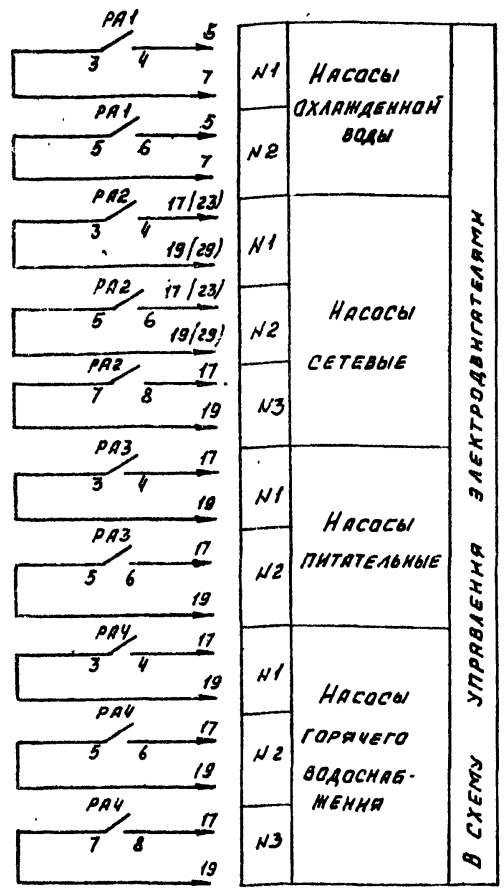 РА1
3 4 5
7
N1
РА1
5 6 5
7
N2
Насосы
охлажденной
воды
РА2
3 4 17(23)
19(29)
N1
РА2
5 6 17(23)
19(29)
N2
РА2
7 8 17
19
N3
Насосы
сетевые
РА3
3 4 17
19
N1
РА3
5 6 17
19
N2
Насосы
питательные
РА4
3 4 17
19
N1
РА4
5 6 17
19
N2
РА4
7 8 17
19
N3
Насосы
горячего
водоснаб-
жения
В схему управления электродвигателями